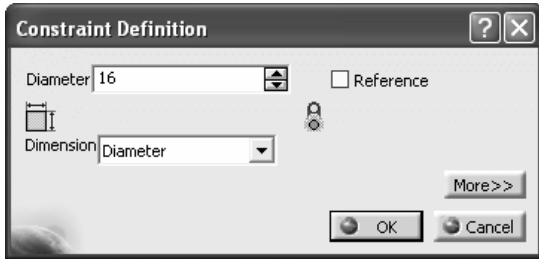 Constraint Definition
Diameter 16
Reference
Dimension Diameter
More>>
OK Cancel